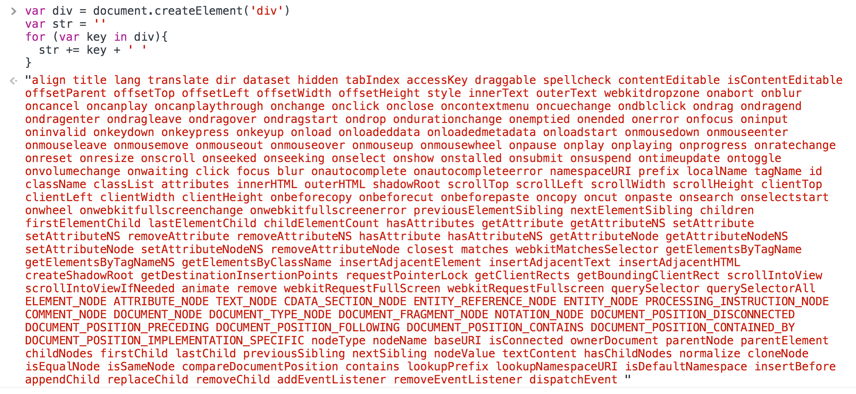 var div = document.createElement('div')
var str = ''
for (var key in div){
  str += key + ' '
}
"align title lang translate dir dataset hidden tabIndex accessKey draggable spellcheck contentEditable isContentEditable
offsetParent offsetTop offsetLeft offsetWidth offsetHeight style innerText outerText webkitdropzone onabort onblur
oncancel oncanplay oncanplaythrough onchange onclick onclose oncontextmenu oncuechange ondblclick ondrag ondragend
ondragenter ondragleave ondragover ondragstart ondrop ondurationchange onemptied onended onerror onfocus oninput
oninvalid onkeydown onkeypress onkeyup onload onloadeddata onloadedmetadata onloadstart onmousedown onmouseenter
onmouseleave onmousemove onmouseout onmouseover onmouseup onmousewheel onpause onplay onplaying onprogress onratechange
onreset onresize onscroll onseeked onseeking onselect onshow onstalled onsubmit onsuspend ontimeupdate ontoggle
onvolumechange onwaiting click focus blur onautocomplete onautocompleteerror namespaceURI prefix localName tagName id
className classList attributes innerHTML outerHTML shadowRoot scrollTop scrollLeft scrollWidth scrollHeight clientTop
clientLeft clientWidth clientHeight onbeforecopy onbeforecut onbeforepaste oncopy oncut onpaste onsearch onselectstart
onwheel onwebkitfullscreenchange onwebkitfullscreenerror previousElementSibling nextElementSibling children
firstElementChild lastElementChild childElementCount hasAttributes getAttribute getAttributeNS setAttribute
setAttributeNS removeAttribute removeAttributeNS hasAttribute hasAttributeNS getAttributeNode getAttributeNodeNS
setAttributeNode setAttributeNodeNS removeAttributeNode closest matches webkitMatchesSelector getElementsByTagName
getElementsByTagNameNS getElementsByClassName insertAdjacentElement insertAdjacentText insertAdjacentHTML
createShadowRoot getDestinationInsertionPoints requestPointerLock getClientRects getBoundingClientRect scrollIntoView
scrollIntoViewIfNeeded animate remove webkitRequestFullScreen webkitRequestFullscreen querySelector querySelectorAll
ELEMENT_NODE ATTRIBUTE_NODE TEXT_NODE CDATA_SECTION_NODE ENTITY_REFERENCE_NODE ENTITY_NODE PROCESSING_INSTRUCTION_NODE
COMMENT_NODE DOCUMENT_NODE DOCUMENT_TYPE_NODE DOCUMENT_FRAGMENT_NODE NOTATION_NODE DOCUMENT_POSITION_DISCONNECTED
DOCUMENT_POSITION_PRECEDING DOCUMENT_POSITION_FOLLOWING DOCUMENT_POSITION_CONTAINS DOCUMENT_POSITION_CONTAINED_BY
DOCUMENT_POSITION_IMPLEMENTATION_SPECIFIC nodeType nodeName baseURI isConnected ownerDocument parentNode parentElement
childNodes firstChild lastChild previousSibling nextSibling nodeValue textContent hasChildNodes normalize cloneNode
isEqualNode isSameNode compareDocumentPosition contains lookupPrefix lookupNamespaceURI isDefaultNamespace insertBefore
appendChild replaceChild removeChild addEventListener removeEventListener dispatchEvent "